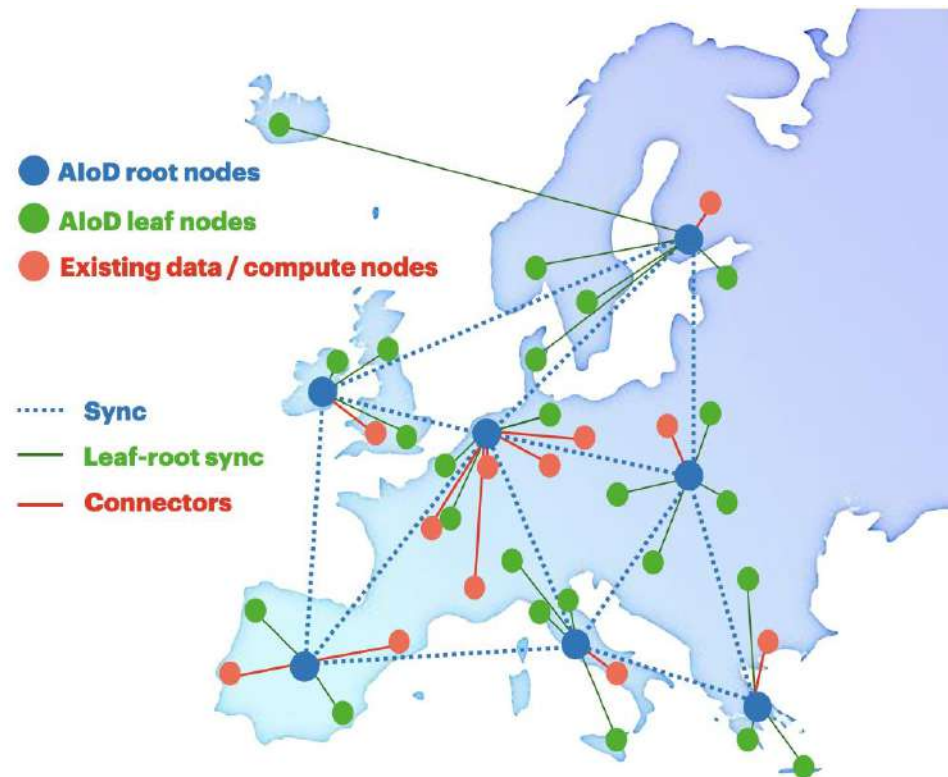 AIoD root nodes
AIoD leaf nodes
Existing data / compute nodes
Sync
Leaf-root sync
Connectors